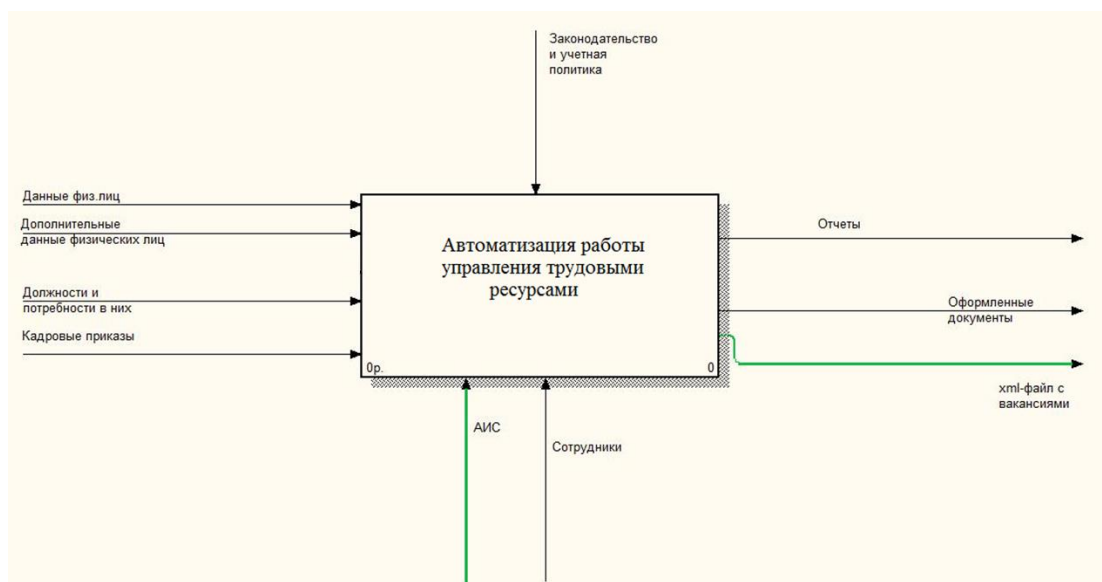 Законодательство
и учетная
политика
Данные физ.лиц
Дополнительные
данные физических лиц
Должности и
потребности в них
Кадровые приказы
Автоматизация работы
управления трудовыми
ресурсами
0р.
0
Отчеты
Оформленные
документы
xml-файл с
вакансиями
АИС
Сотрудники